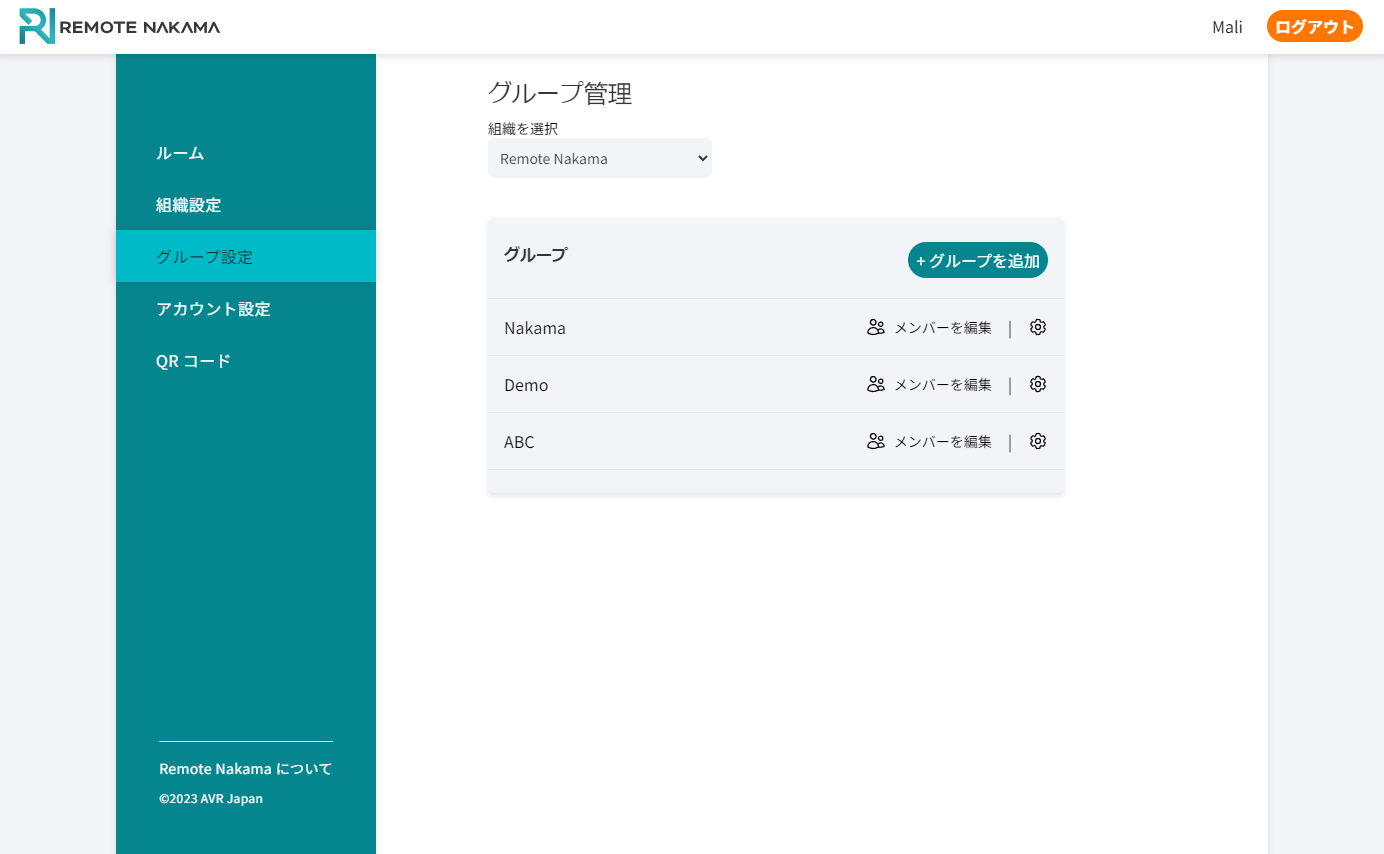 REMOTE NAKAMA
Mali
ログアウト
ルーム
組織設定
グループ設定
アカウント設定
QR コード
Remote Nakama について
©2023 AVR Japan
グループ管理
組織を選択
Remote Nakama
グループ
+ グループを追加
Nakama
メンバーを編集 |
Demo
メンバーを編集 |
ABC
メンバーを編集 |